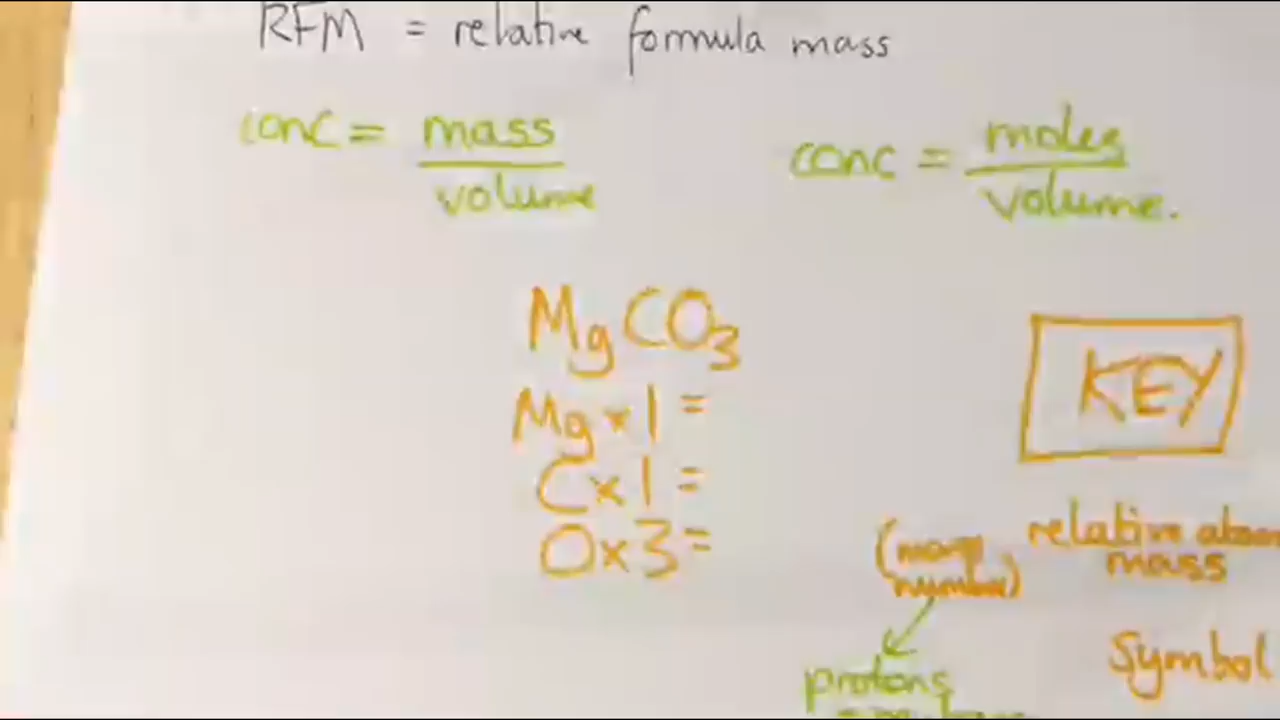 RFM = relative formula mass
conc = mass
volume
conc = moles
volume.
MgCO₃
Mg x 1 =
C x 1 =
O x 3 =
KEY
relative atom
mass
(mass
number)
Symbol
protons